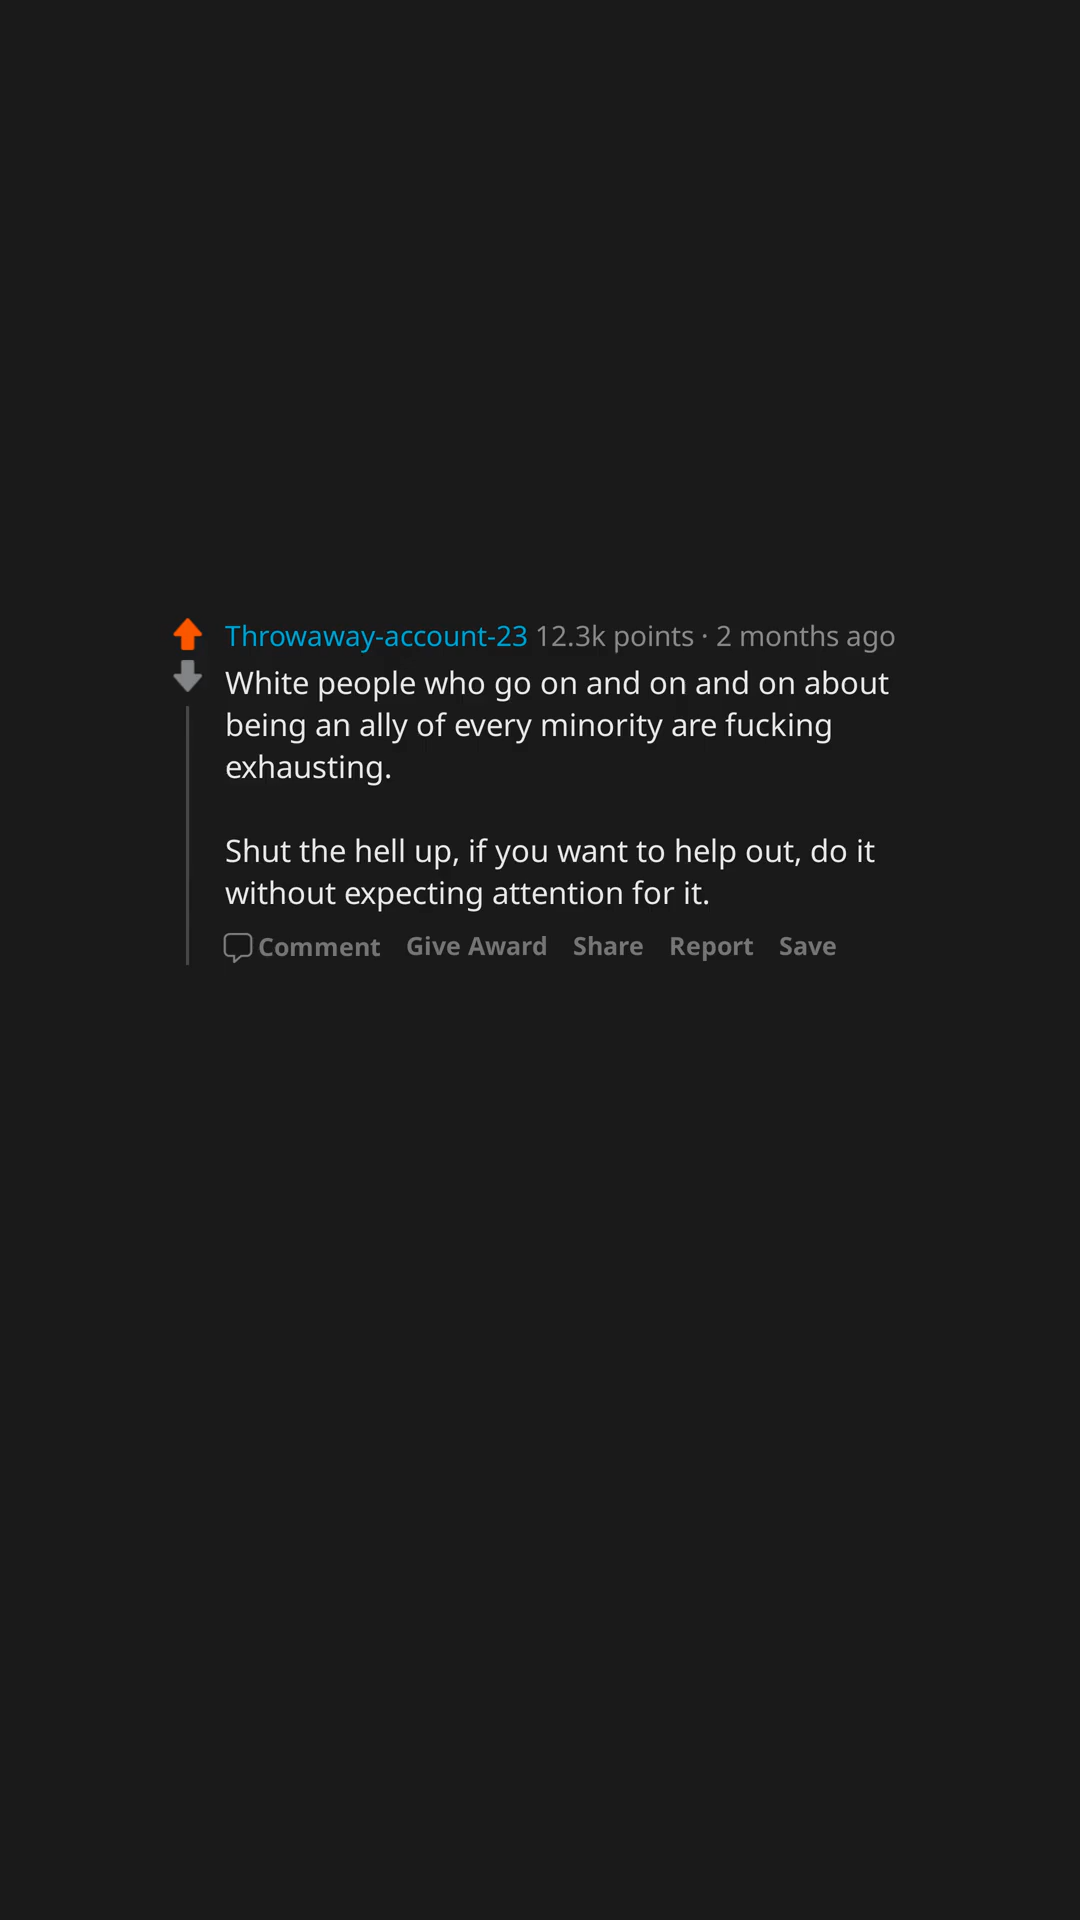 Throwaway-account-23 12.3k points · 2 months ago
White people who go on and on and on about
being an ally of every minority are fucking
exhausting.
Shut the hell up, if you want to help out, do it
without expecting attention for it.
Comment Give Award Share Report Save